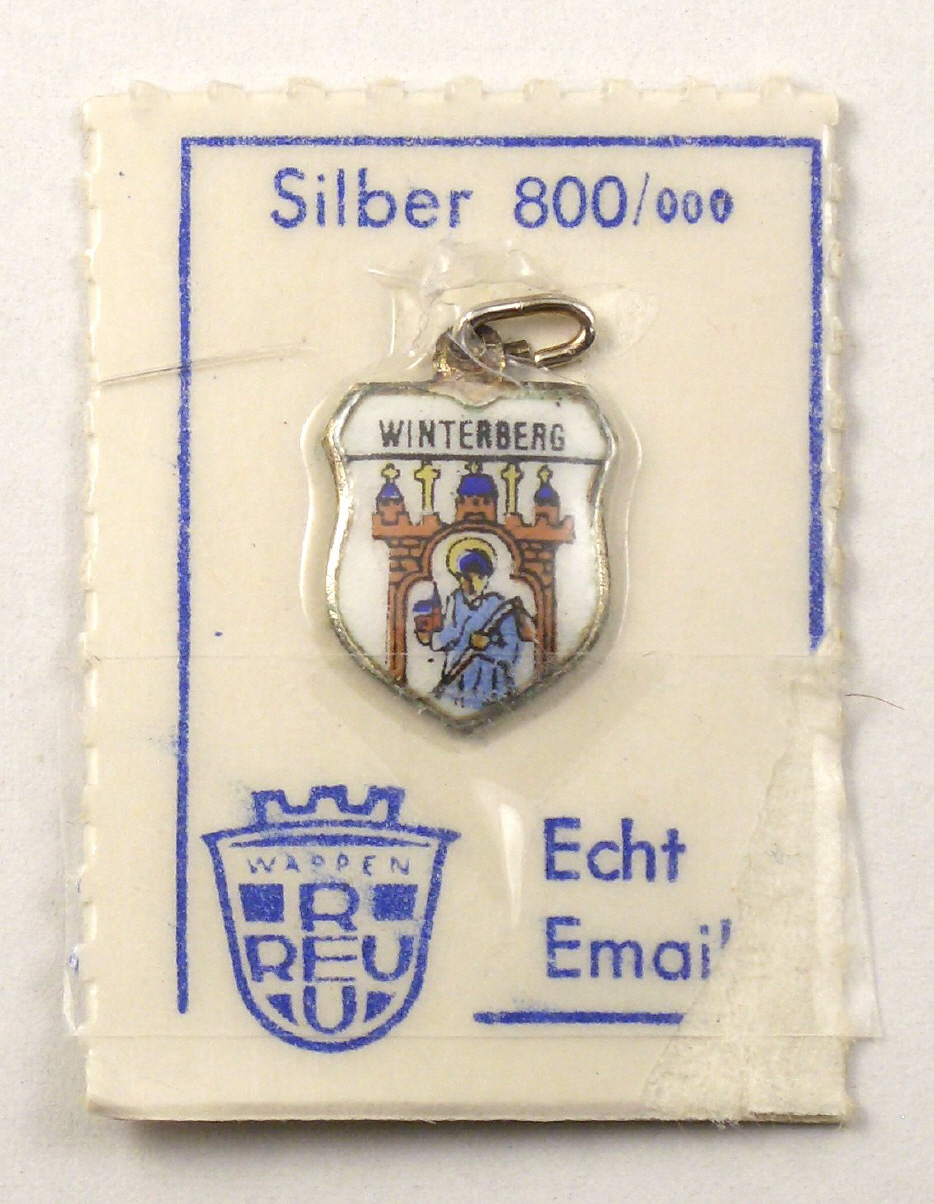 Silber 800/000
WINTERBERG
WAPPEN
R
REU
U
Echt
Email